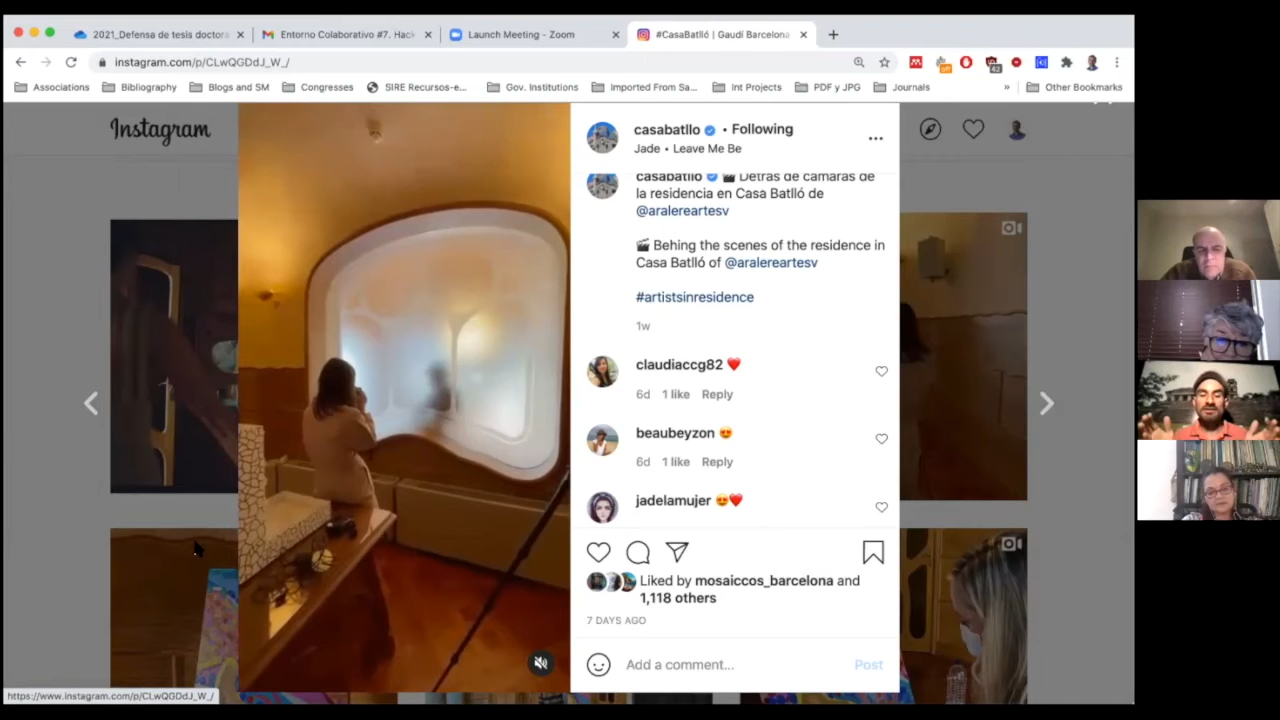 2021_Defensa de tesis doctora
Entorno Colaborativo #7. Hack
Launch Meeting - Zoom
#CasaBatlló | Gaudí Barcelona
instagram.com/p/CLwQGDdJ_W_/
off
42
Associations
Bibliography
Blogs and SM
Congresses
SIRE Recursos-e...
Gov. Institutions
Imported From Sa...
Int Projects
PDF y JPG
Journals
»
Other Bookmarks
Instagram
casabatllo • Following
Jade • Leave Me Be
casabatllo 🎬 Detrás de cámaras de
la residencia en Casa Batlló de
@aralereartesv
🎬 Behing the scenes of the residence in
Casa Batlló of @aralereartesv
#artistsinresidence
1w
claudiaccg82 ❤️
6d 1 like Reply
beaubeyzon 😍
6d 1 like Reply
jadelamujer 😍❤️
Liked by mosaiccos_barcelona and
1,118 others
7 DAYS AGO
Add a comment...
Post
https://www.instagram.com/p/CLwQGDdJ_W_/